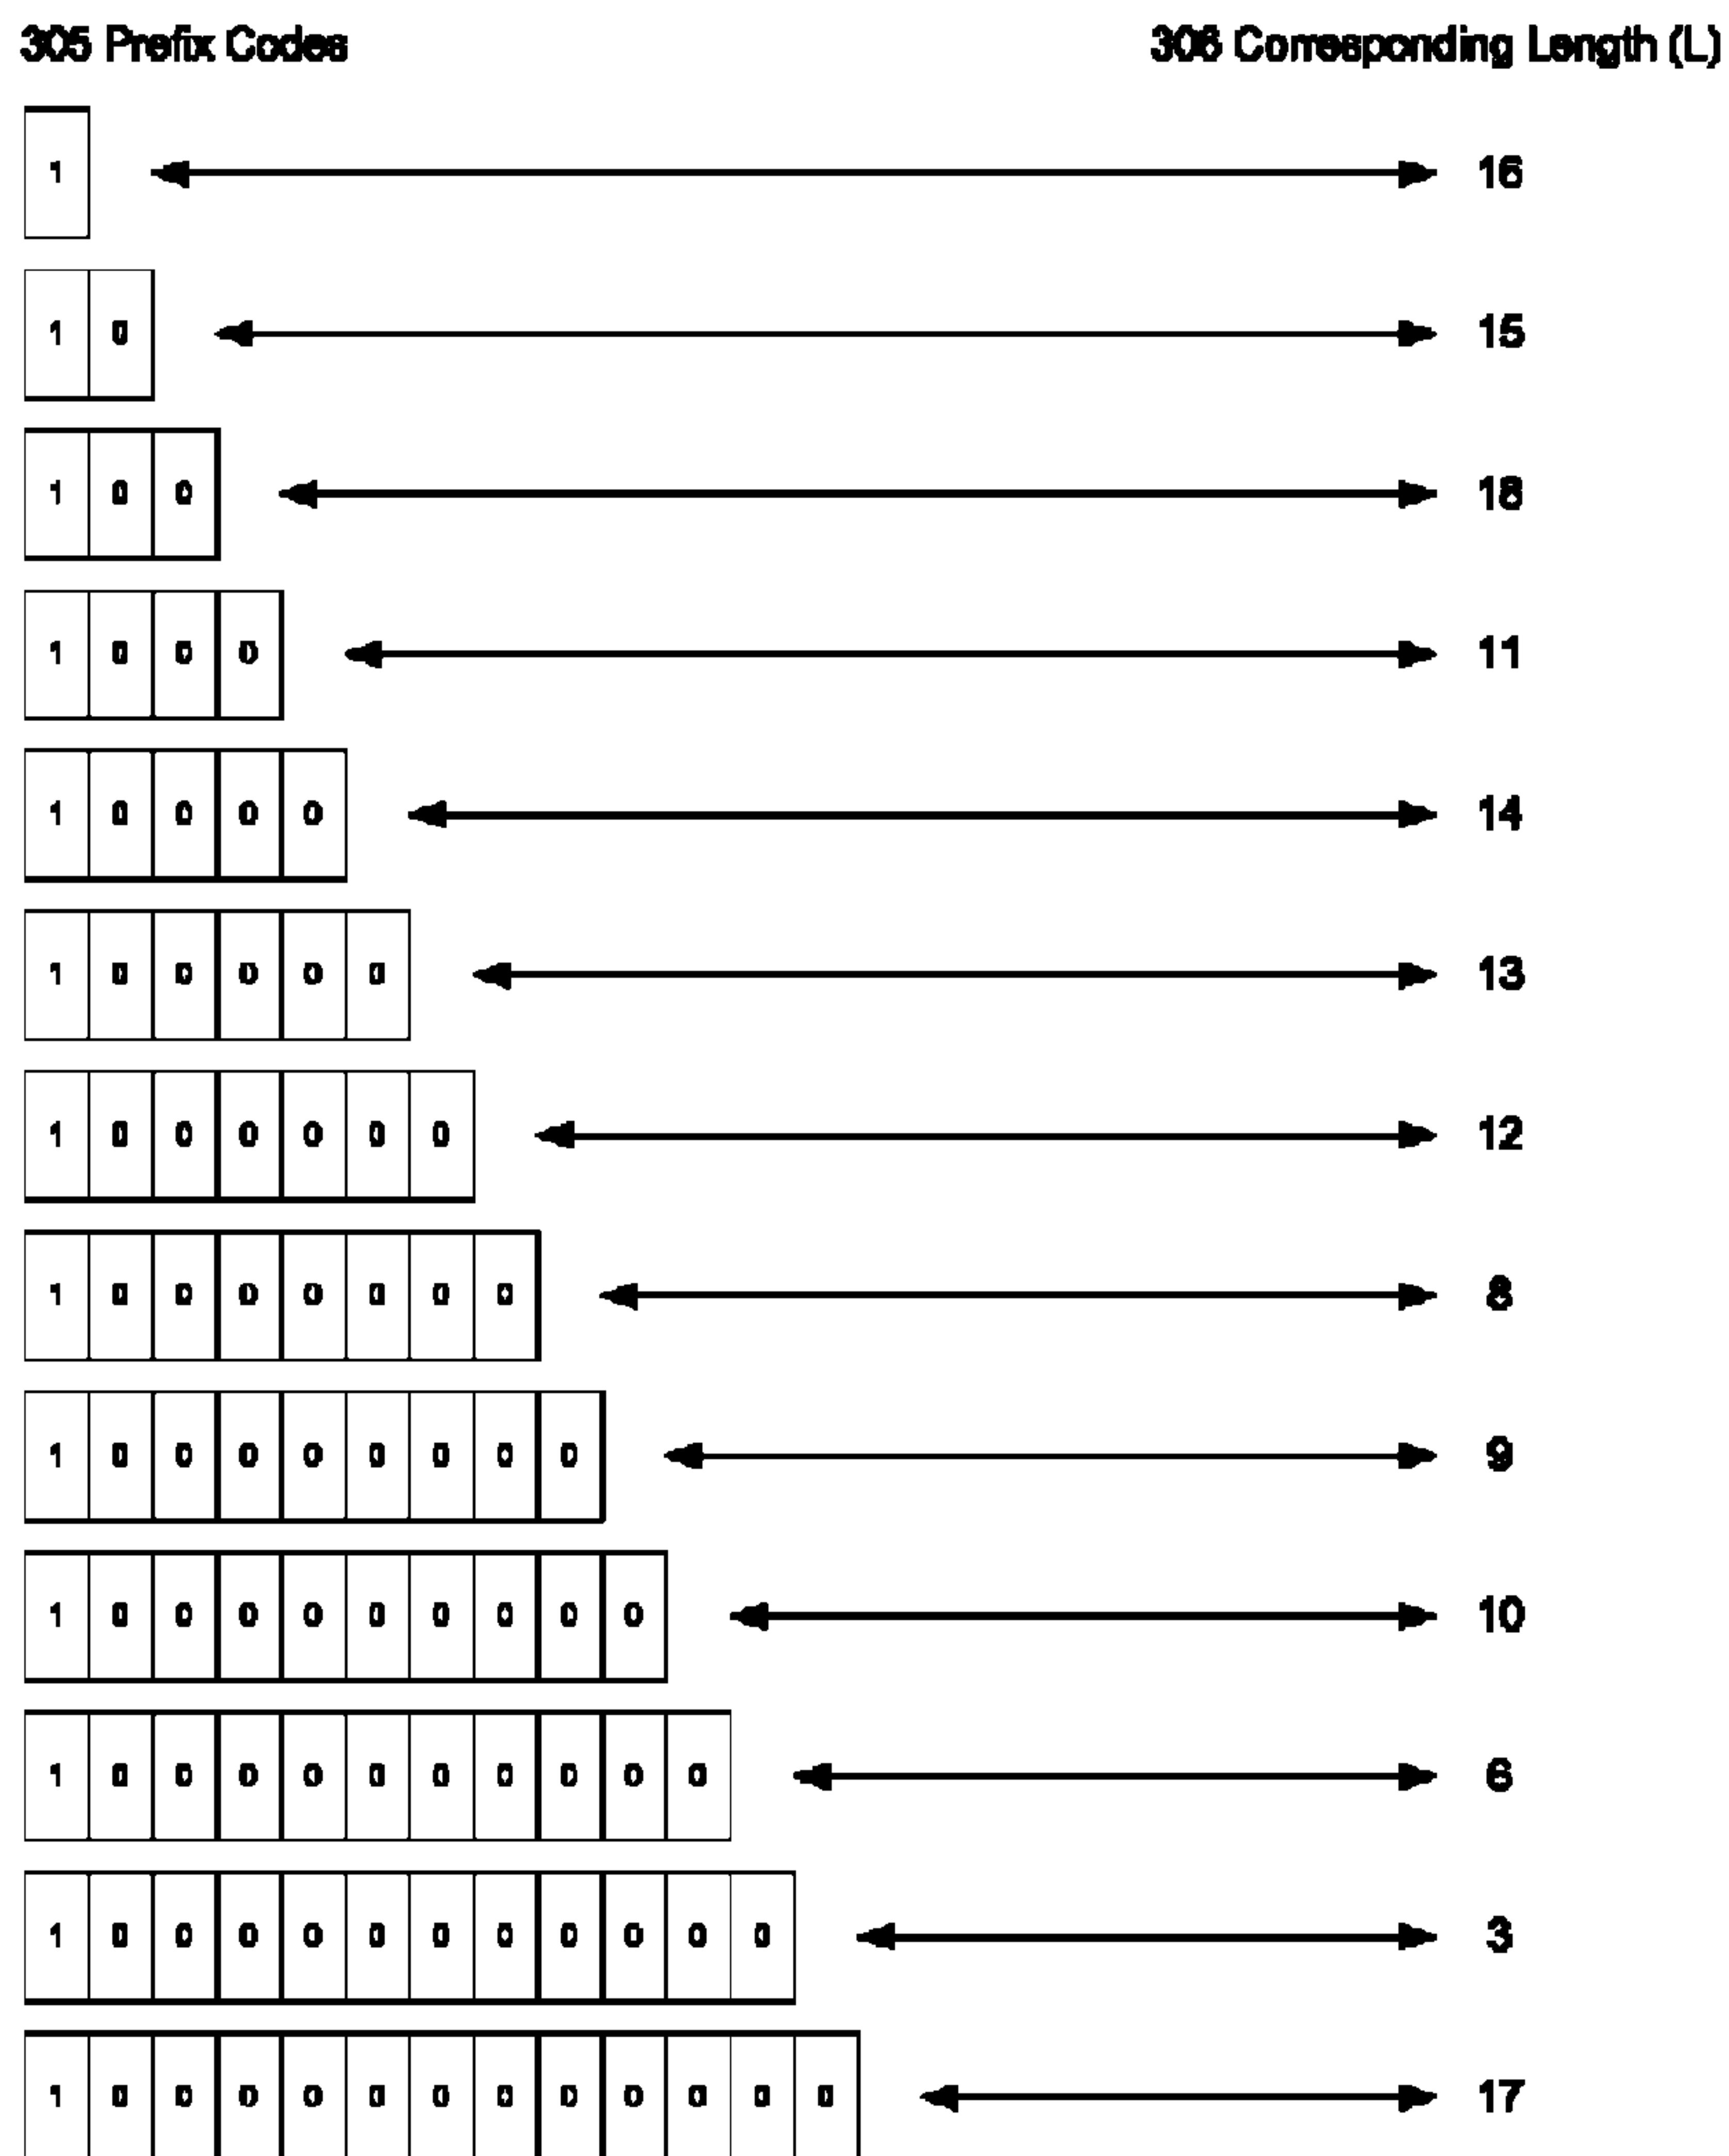 305 Prefix Codes 306 Corresponding Length (L)
1 16
1 0 15
1 0 0 18
1 0 0 0 11
1 0 0 0 0 14
1 0 0 0 0 0 13
1 0 0 0 0 0 0 12
1 0 0 0 0 0 0 0 8
1 0 0 0 0 0 0 0 0 9
1 0 0 0 0 0 0 0 0 0 10
1 0 0 0 0 0 0 0 0 0 0 6
1 0 0 0 0 0 0 0 0 0 0 0 3
1 0 0 0 0 0 0 0 0 0 0 0 0 17